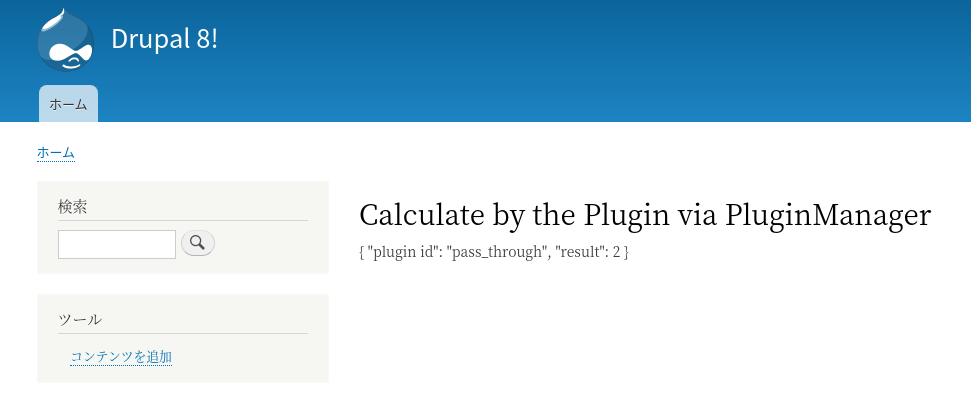 Drupal 8!
ホーム
ホーム
検索
ツール
コンテンツを追加
Calculate by the Plugin via PluginManager
{ "plugin id": "pass_through", "result": 2 }